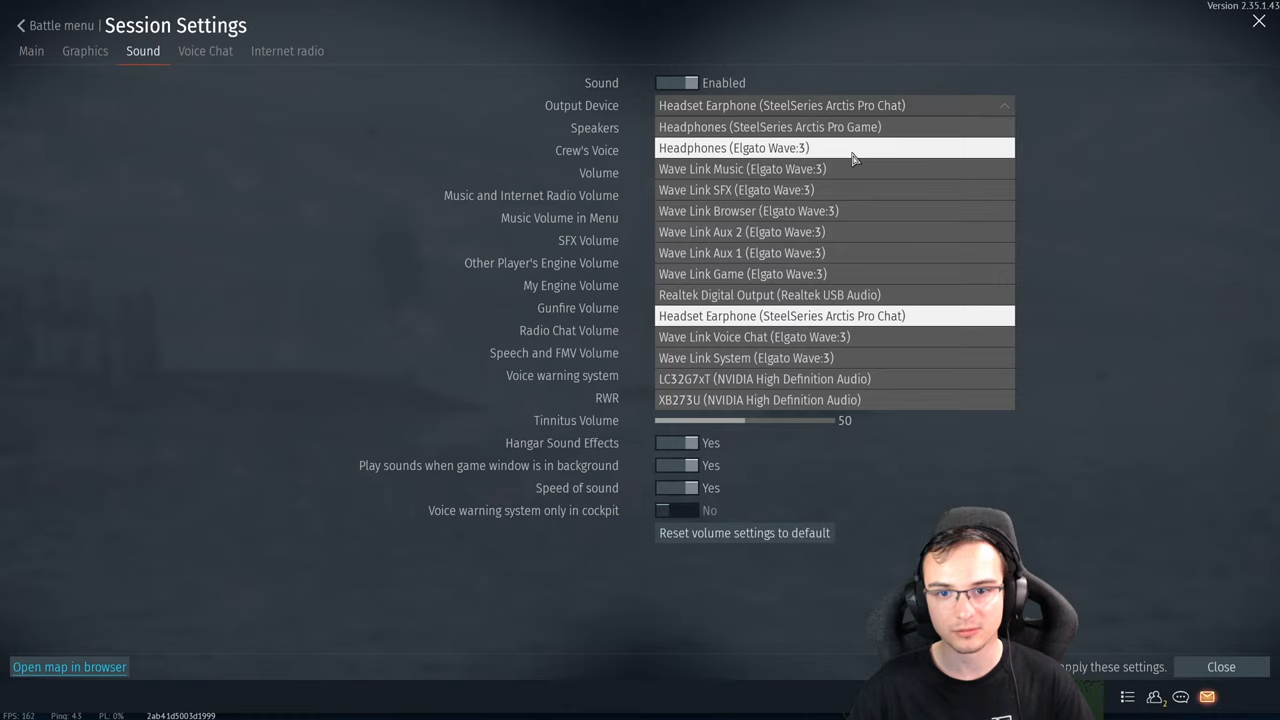 Version 2.35.1.43
Battle menu | Session Settings
Main Graphics Sound Voice Chat Internet radio
Sound Enabled
Output Device Headset Earphone (SteelSeries Arctis Pro Chat)
Speakers Headphones (SteelSeries Arctis Pro Game)
Crew's Voice Headphones (Elgato Wave:3)
Volume Wave Link Music (Elgato Wave:3)
Music and Internet Radio Volume Wave Link SFX (Elgato Wave:3)
Music Volume in Menu Wave Link Browser (Elgato Wave:3)
SFX Volume Wave Link Aux 2 (Elgato Wave:3)
Other Player's Engine Volume Wave Link Aux 1 (Elgato Wave:3)
My Engine Volume Wave Link Game (Elgato Wave:3)
Gunfire Volume Realtek Digital Output (Realtek USB Audio)
Radio Chat Volume Headset Earphone (SteelSeries Arctis Pro Chat)
Speech and FMV Volume Wave Link Voice Chat (Elgato Wave:3)
Voice warning system Wave Link System (Elgato Wave:3)
LC32G7xT (NVIDIA High Definition Audio)
RWR XB273U (NVIDIA High Definition Audio)
Tinnitus Volume 50
Hangar Sound Effects Yes
Play sounds when game window is in background Yes
Speed of sound Yes
Voice warning system only in cockpit No
Reset volume settings to default
Open map in browser apply these settings. Close
2
FPS: 162 Ping: 43 PL: 0% 2ab41d5003d1999